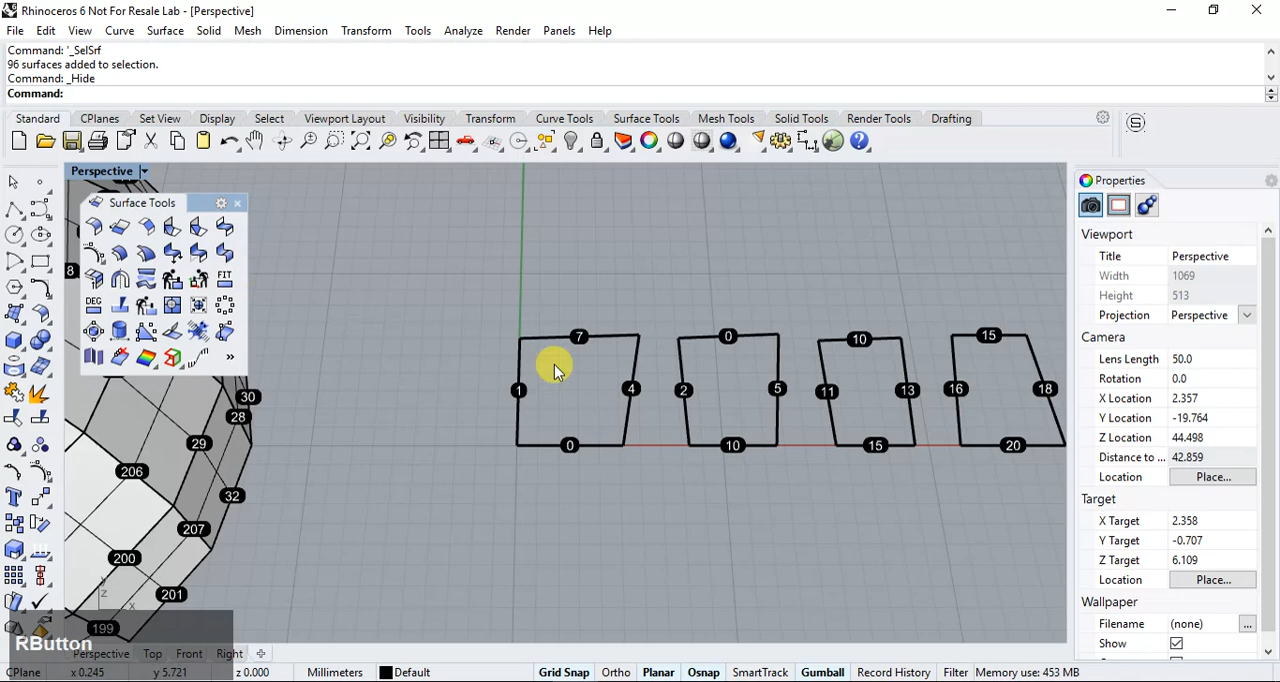 Rhinoceros 6 Not For Resale Lab - [Perspective]
File Edit View Curve Surface Solid Mesh Dimension Transform Tools Analyze Render Panels Help
Command: '_SelSrf
96 surfaces added to selection.
Command: _Hide
Command:
Standard CPlanes Set View Display Select Viewport Layout Visibility Transform Curve Tools Surface Tools Mesh Tools Solid Tools Render Tools Drafting
Perspective
Properties
Surface Tools
FIT
DEG
Viewport
Title Perspective
Width 1069
Height 513
Projection Perspective
Camera
Lens Length 50.0
Rotation 0.0
X Location 2.357
Y Location -19.764
Z Location 44.498
Distance to ... 42.859
Location Place...
Target
X Target 2.358
Y Target -0.707
Z Target 6.109
Location Place...
Wallpaper
Filename (none) ...
Show
8
7 0 10 15
1 4 2 5 11 13 16 18
0 10 15 20
30
28
29
206
32
207
200
201
199
z y x
RButton
Perspective Top Front Right
CPlane x 0.245 y 5.721 z 0.000 Millimeters Default Grid Snap Ortho Planar Osnap SmartTrack Gumball Record History Filter Memory use: 453 MB